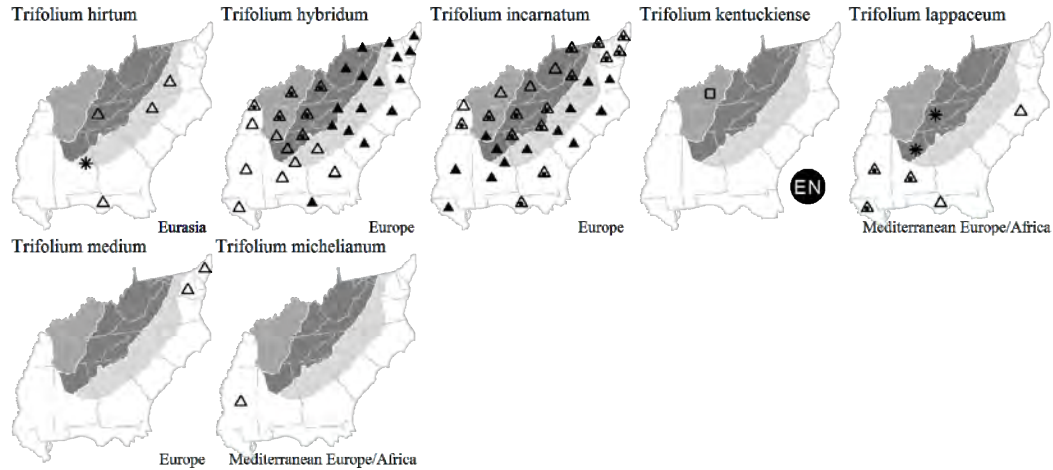 Trifolium hirtum
Trifolium hybridum
Trifolium incarnatum
Trifolium kentuckiense
Trifolium lappaceum
EN
Eurasia
Europe
Europe
Mediterranean Europe/Africa
Trifolium medium
Trifolium michelianum
Europe
Mediterranean Europe/Africa